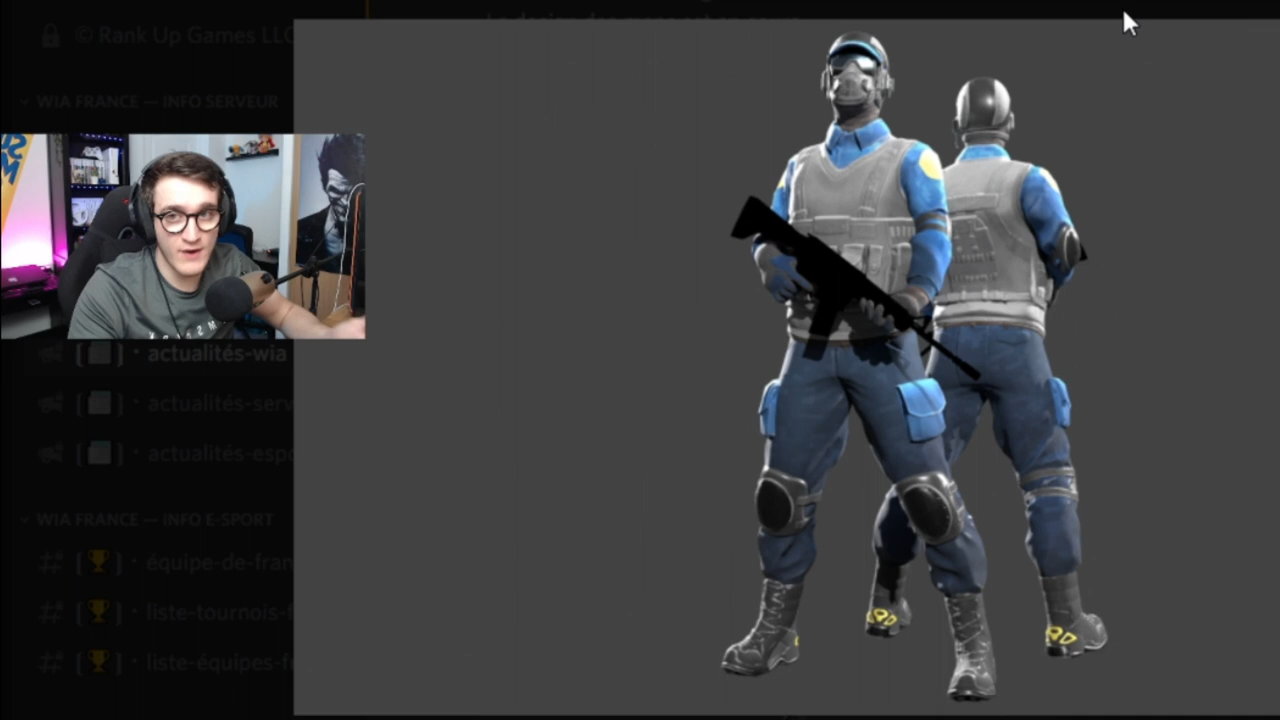 © Rank Up Games LLC
WIA FRANCE — INFO SERVEUR
[ ] · actualités-wia
[ ] · actualités-serv
[ ] · actualités-espo
WIA FRANCE — INFO E-SPORT
[ ] · équipe-de-fran
[ ] · liste-tournois-f
[ ] · liste-équipes-fr